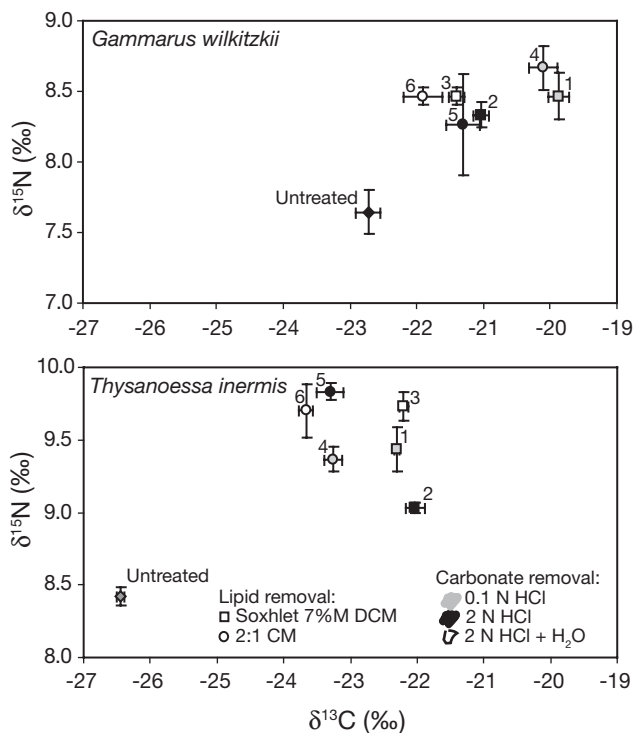 Gammarus wilkitzkii
9.0
8.5
8.0
7.5
7.0
δ¹⁵N (‰)
4
1
6
3
2
5
Untreated
-27 -26 -25 -24 -23 -22 -21 -20 -19
Thysanoessa inermis
10.0
9.5
9.0
8.5
8.0
δ¹⁵N (‰)
5
6
3
1
4
2
Untreated
Lipid removal:
Soxhlet 7%M DCM
2:1 CM
Carbonate removal:
0.1 N HCl
2 N HCl
2 N HCl + H₂O
-27 -26 -25 -24 -23 -22 -21 -20 -19
δ¹³C (‰)